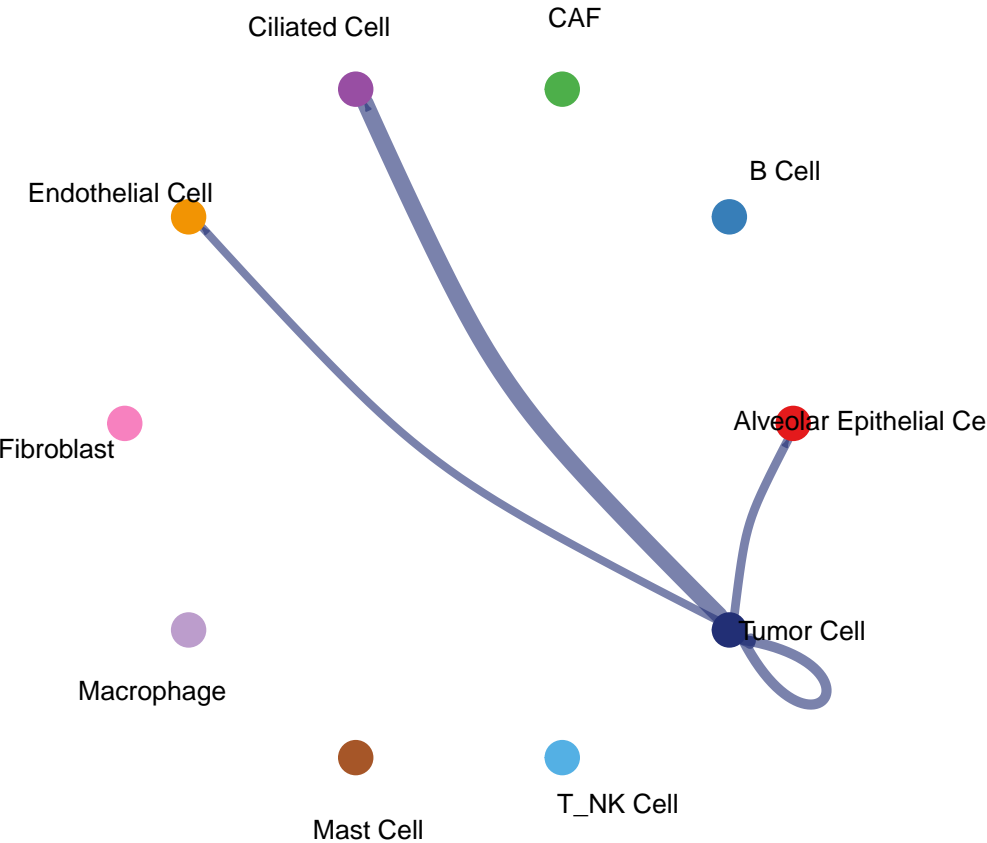 CAF
Ciliated Cell
B Cell
Endothelial Cell
Alveolar Epithelial Ce
Fibroblast
Tumor Cell
Macrophage
T_NK Cell
Mast Cell